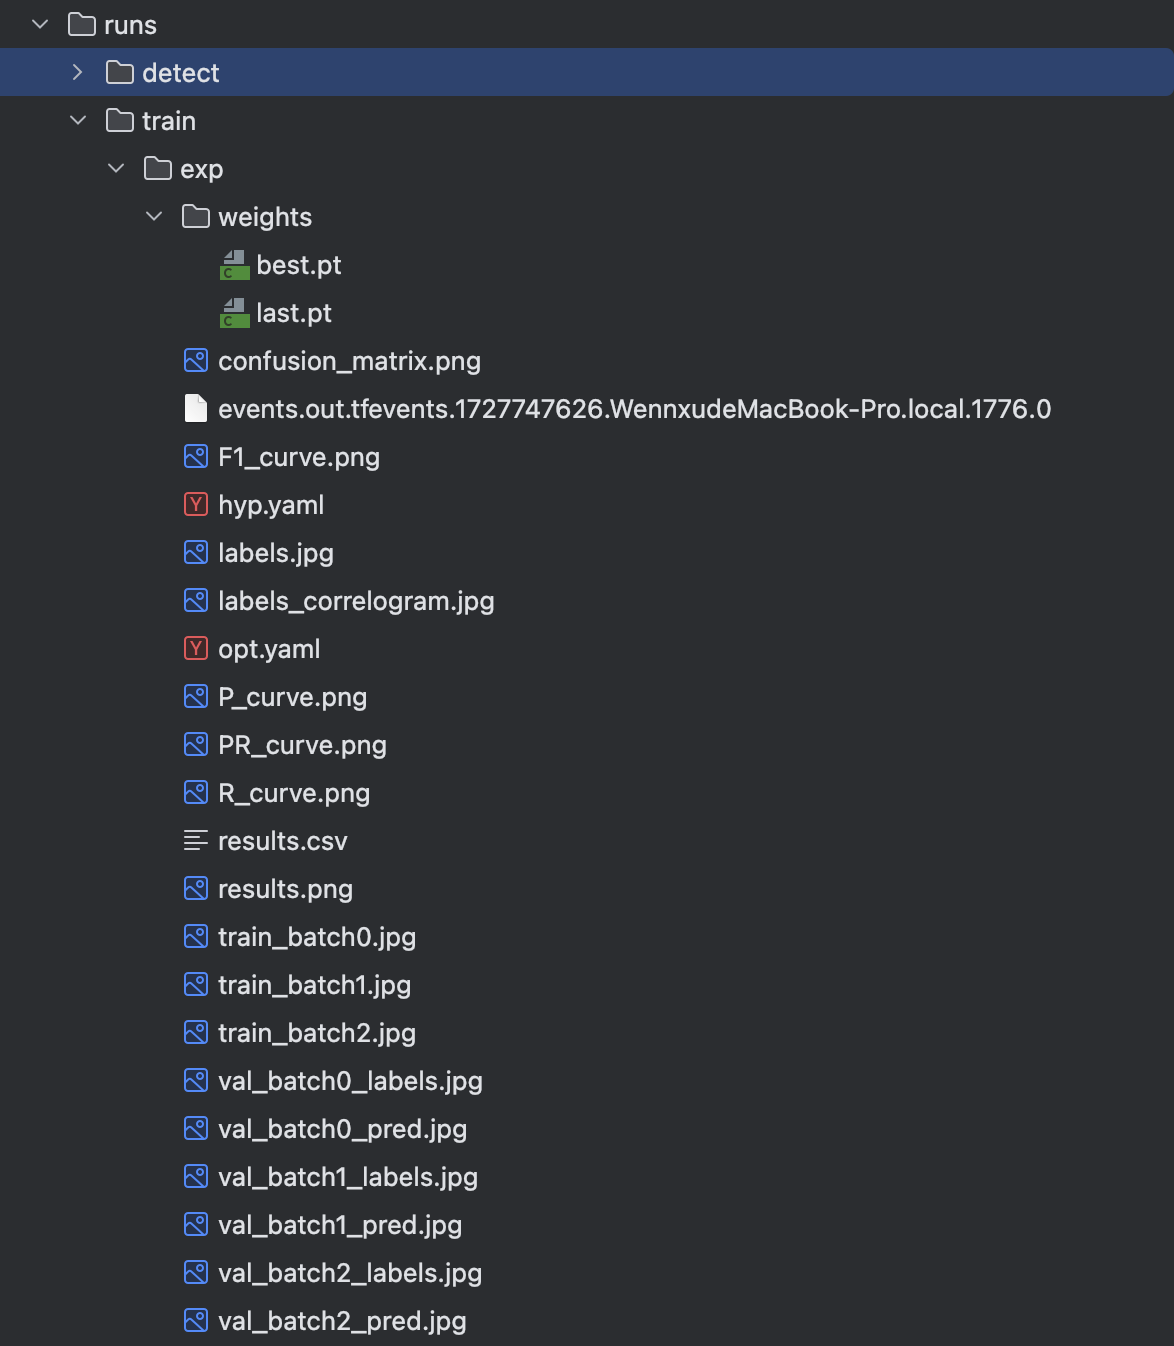 runs
detect
train
exp
weights
best.pt
last.pt
confusion_matrix.png
events.out.tfevents.1727747626.WennxudeMacBook-Pro.local.1776.0
F1_curve.png
hyp.yaml
labels.jpg
labels_correlogram.jpg
opt.yaml
P_curve.png
PR_curve.png
R_curve.png
results.csv
results.png
train_batch0.jpg
train_batch1.jpg
train_batch2.jpg
val_batch0_labels.jpg
val_batch0_pred.jpg
val_batch1_labels.jpg
val_batch1_pred.jpg
val_batch2_labels.jpg
val_batch2_pred.jpg